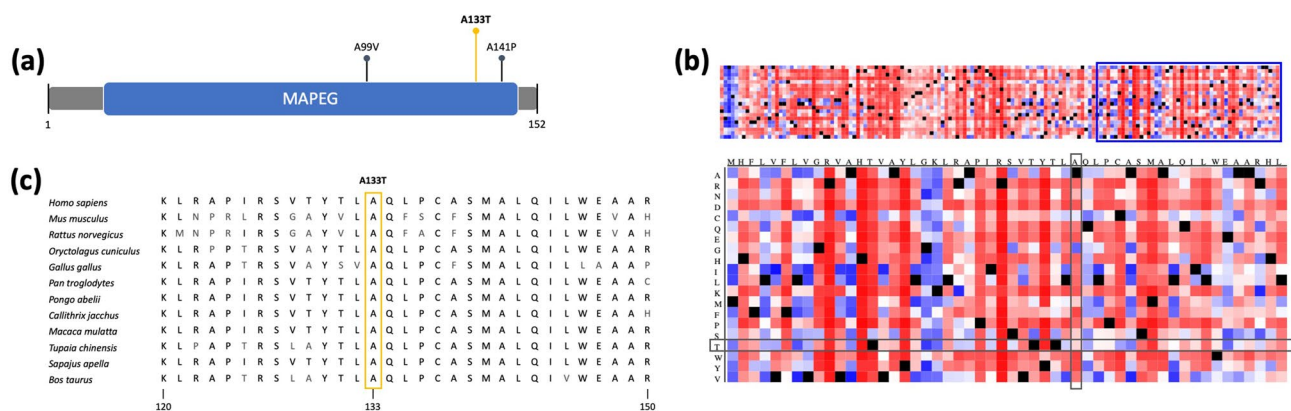 (a)
A133T
A99V
A141P
MAPEG
1
152
(b)
M H F L V F L V G R V A H T V A Y L G K L R A P I R S V T Y T L A Q L P C A S M A L Q I L W E A A R H L
A
R
N
D
C
Q
E
G
H
I
L
K
M
F
P
S
T
W
Y
V
(c)
A133T
Homo sapiens K L R A P I R S V T Y T L A Q L P C A S M A L Q I L W E A A R
Mus musculus K L N P R L R S G A Y V L A Q F S C F S M A L Q I L W E V A H
Rattus norvegicus K M N P R I R S G A Y V L A Q F A C F S M A L Q I L W E V A H
Oryctolagus cuniculus K L R P P T R S V A Y T L A Q L P C A S M A L Q I L W E A A R
Gallus gallus K L R A P T R S V A Y S V A Q L P C F S M A L Q I L L A A A P
Pan troglodytes K L R A P I R S V T Y T L A Q L P C A S M A L Q I L W E A A C
Pongo abelii K L R A P I R S V T Y T L A Q L P C A S M A L Q I L W E A A R
Callithrix jacchus K L R A P I R S V T Y T L A Q L P C A S M A L Q I L W E A A H
Macaca mulatta K L R A P I R S V T Y T L A Q L P C A S M A L Q I L W E A A R
Tupaia chinensis K L P A P T R S L A Y T L A Q L P C A S M A L Q I L W E A A R
Sapajus apella K L R A P I R S V T Y T L A Q L P C A S M A L Q I L W E A A R
Bos taurus K L R A P T R S L A Y T L A Q L P C A S M A L Q I V W E A A R
120
133
150